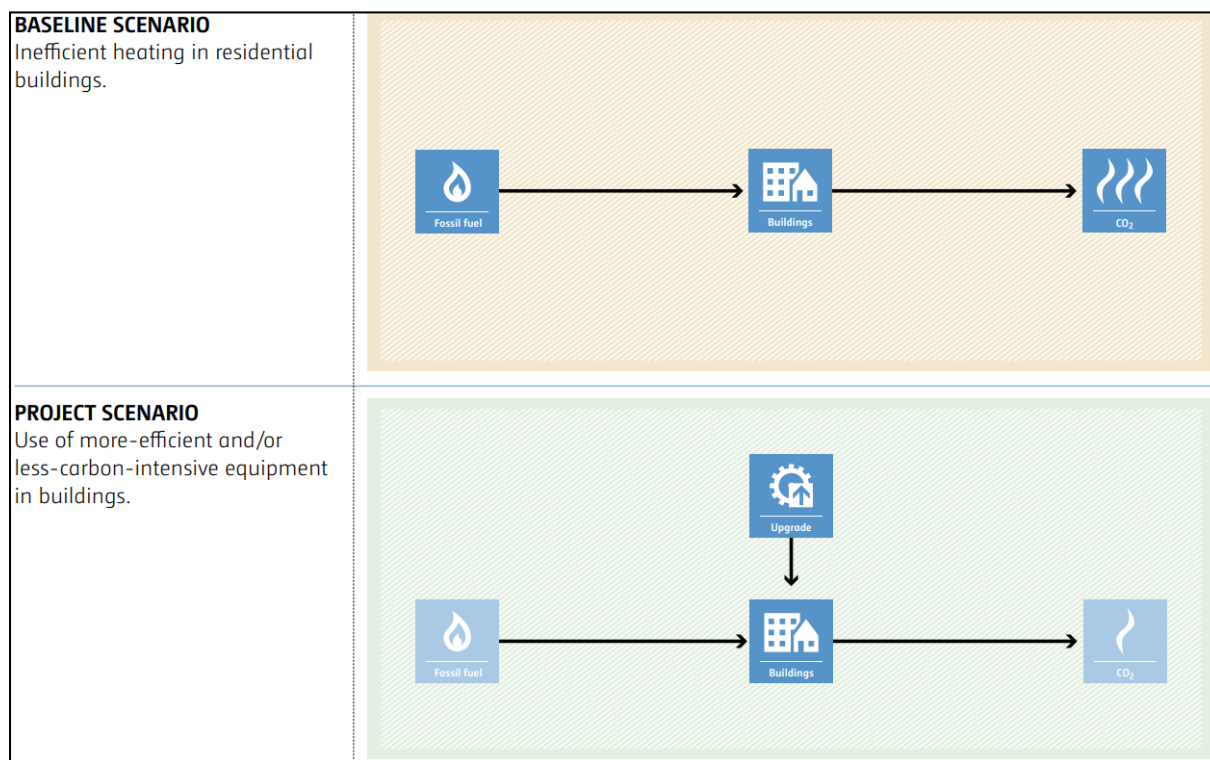 BASELINE SCENARIO
Inefficient heating in residential
buildings.
Fossil fuel
Buildings
CO₂
PROJECT SCENARIO
Use of more-efficient and/or
less-carbon-intensive equipment
in buildings.
Upgrade
Fossil fuel
Buildings
CO₂